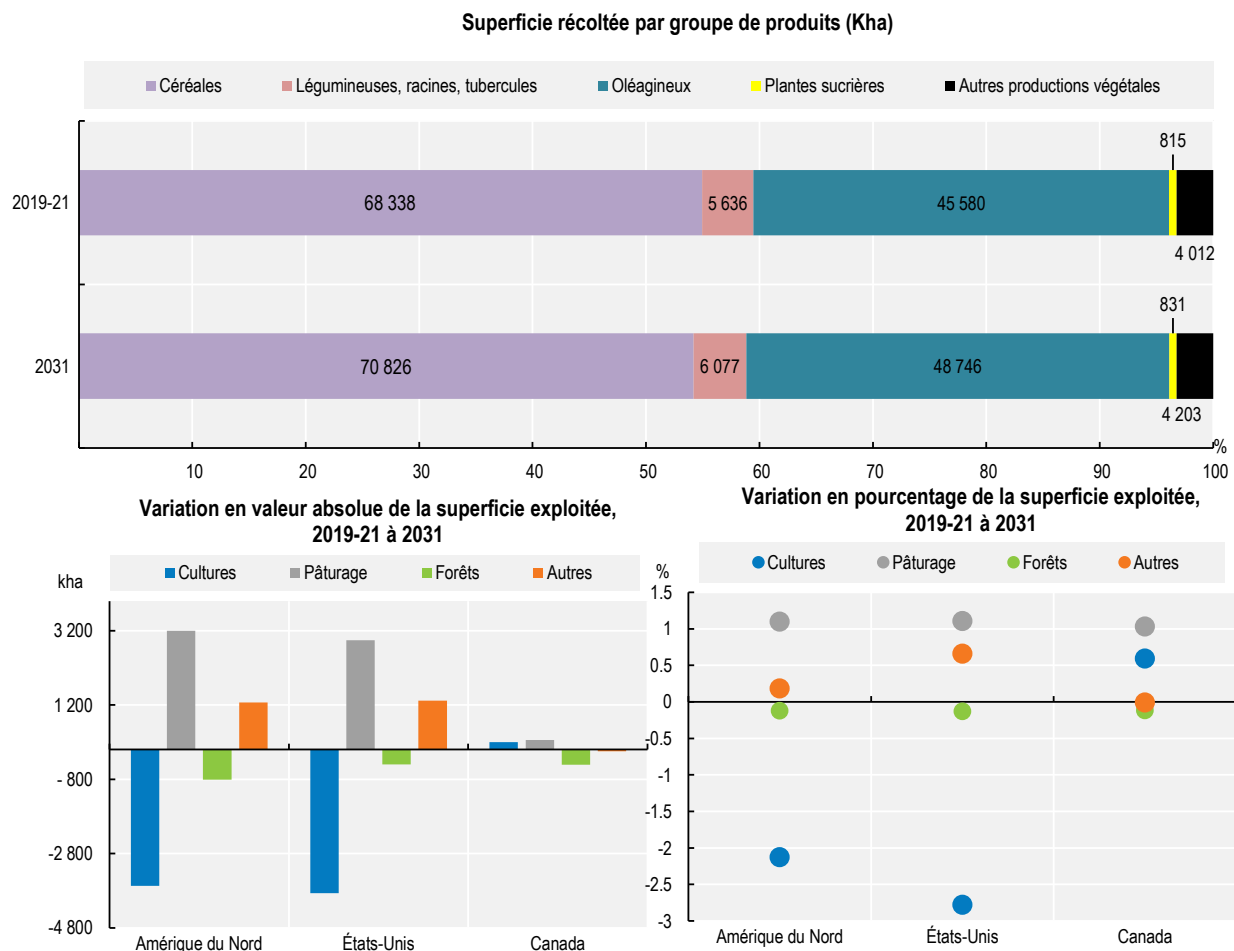 Superficie récoltée par groupe de produits (Kha)
Céréales Légumineuses, racines, tubercules Oléagineux Plantes sucrières Autres productions végétales
815
2019-21 68 338 5 636 45 580
4 012
831
2031 70 826 6 077 48 746
4 203
%
10 20 30 40 50 60 70 80 90 100
Variation en valeur absolue de la superficie exploitée,
2019-21 à 2031
kha
Cultures Pâturage Forêts Autres
3 200
1 200
- 800
-2 800
-4 800
Amérique du Nord États-Unis Canada
Variation en pourcentage de la superficie exploitée,
2019-21 à 2031
%
Cultures Pâturage Forêts Autres
1.5
1
0.5
0
-0.5
-1
-1.5
-2
-2.5
-3
Amérique du Nord États-Unis Canada